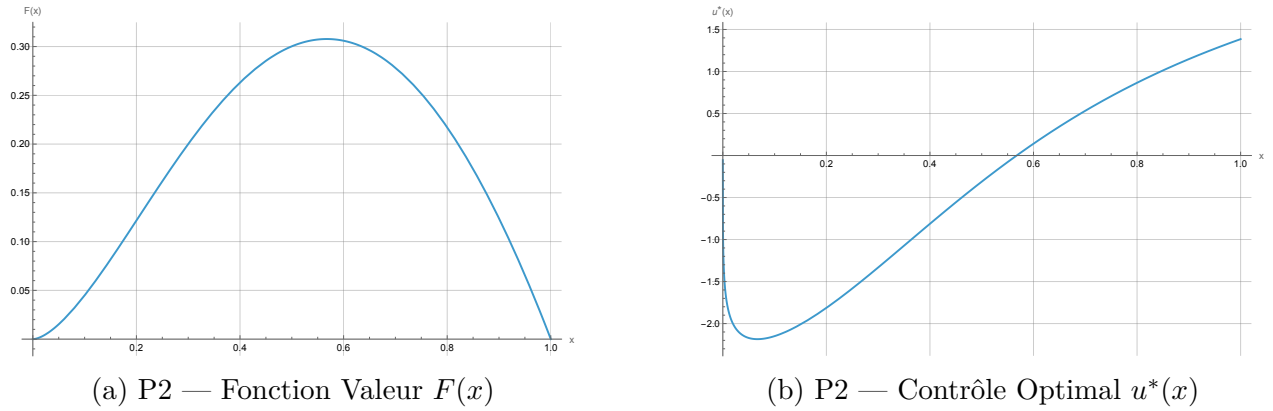 F(x)
0.30
0.25
0.20
0.15
0.10
0.05
0.2 0.4 0.6 0.8 1.0 x
(a) P2 — Fonction Valeur F(x)
u*(x)
1.5
1.0
0.5
0.2 0.4 0.6 0.8 1.0 x
-0.5
-1.0
-1.5
-2.0
(b) P2 — Contrôle Optimal u*(x)